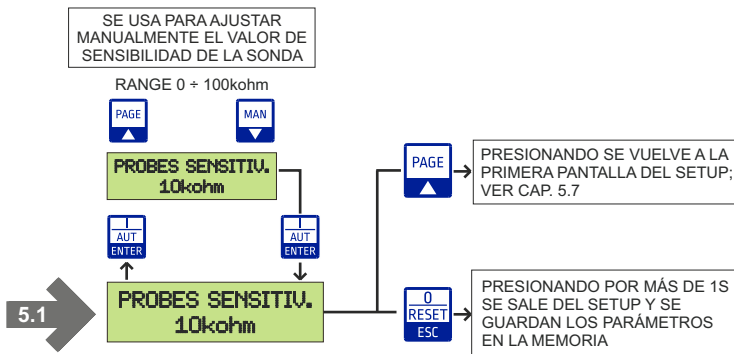 SE USA PARA AJUSTAR
MANUALMENTE EL VALOR DE
SENSIBILIDAD DE LA SONDA
RANGE 0 ÷ 100kohm
PAGE
MAN
PROBES SENSITIV.
10kohm
I
AUT
ENTER
I
AUT
ENTER
5.1
PROBES SENSITIV.
10kohm
PAGE
PRESIONANDO SE VUELVE A LA
PRIMERA PANTALLA DEL SETUP;
VER CAP. 5.7
0
RESET
ESC
PRESIONANDO POR MÁS DE 1S
SE SALE DEL SETUP Y SE
GUARDAN LOS PARÁMETROS
EN LA MEMORIA